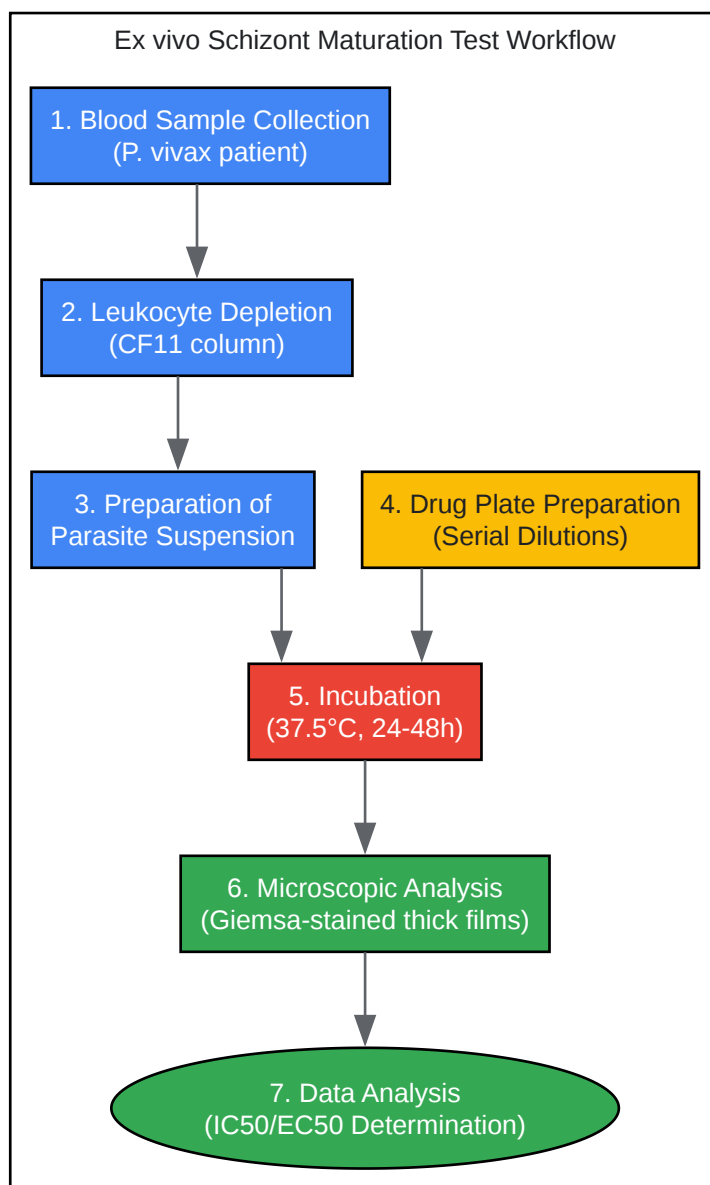 Ex vivo Schizont Maturation Test Workflow
1. Blood Sample Collection
(P. vivax patient)
2. Leukocyte Depletion
(CF11 column)
3. Preparation of
Parasite Suspension
4. Drug Plate Preparation
(Serial Dilutions)
5. Incubation
(37.5°C, 24-48h)
6. Microscopic Analysis
(Giemsa-stained thick films)
7. Data Analysis
(IC50/EC50 Determination)